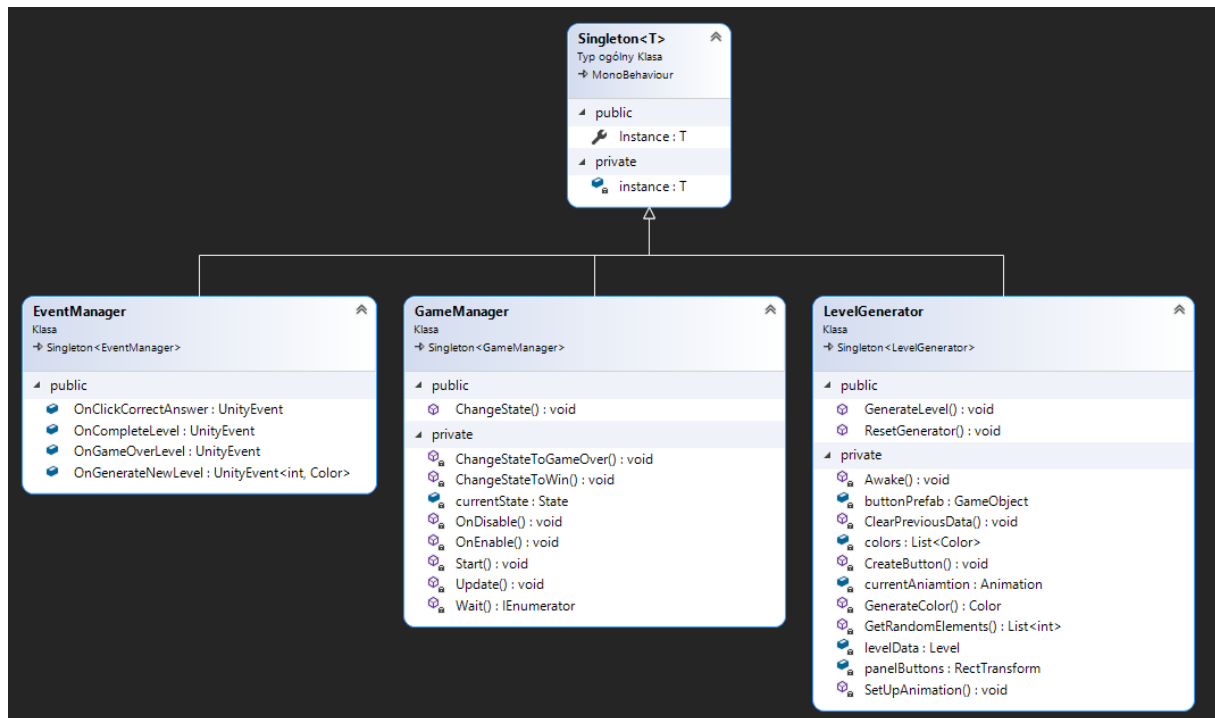 Singleton<T>
Typ ogólny Klasa
MonoBehaviour
public
Instance : T
private
instance : T
EventManager
Klasa
Singleton<EventManager>
public
OnClickCorrectAnswer : UnityEvent
OnCompleteLevel : UnityEvent
OnGameOverLevel : UnityEvent
OnGenerateNewLevel : UnityEvent<int, Color>
GameManager
Klasa
Singleton<GameManager>
public
ChangeState() : void
private
ChangeStateToGameOver() : void
ChangeStateToWin() : void
currentState : State
OnDisable() : void
OnEnable() : void
Start() : void
Update() : void
Wait() : IEnumerator
LevelGenerator
Klasa
Singleton<LevelGenerator>
public
GenerateLevel() : void
ResetGenerator() : void
private
Awake() : void
buttonPrefab : GameObject
ClearPreviousData() : void
colors : List<Color>
CreateButton() : void
currentAniamtion : Animation
GenerateColor() : Color
GetRandomElements() : List<int>
levelData : Level
panelButtons : RectTransform
SetUpAnimation() : void